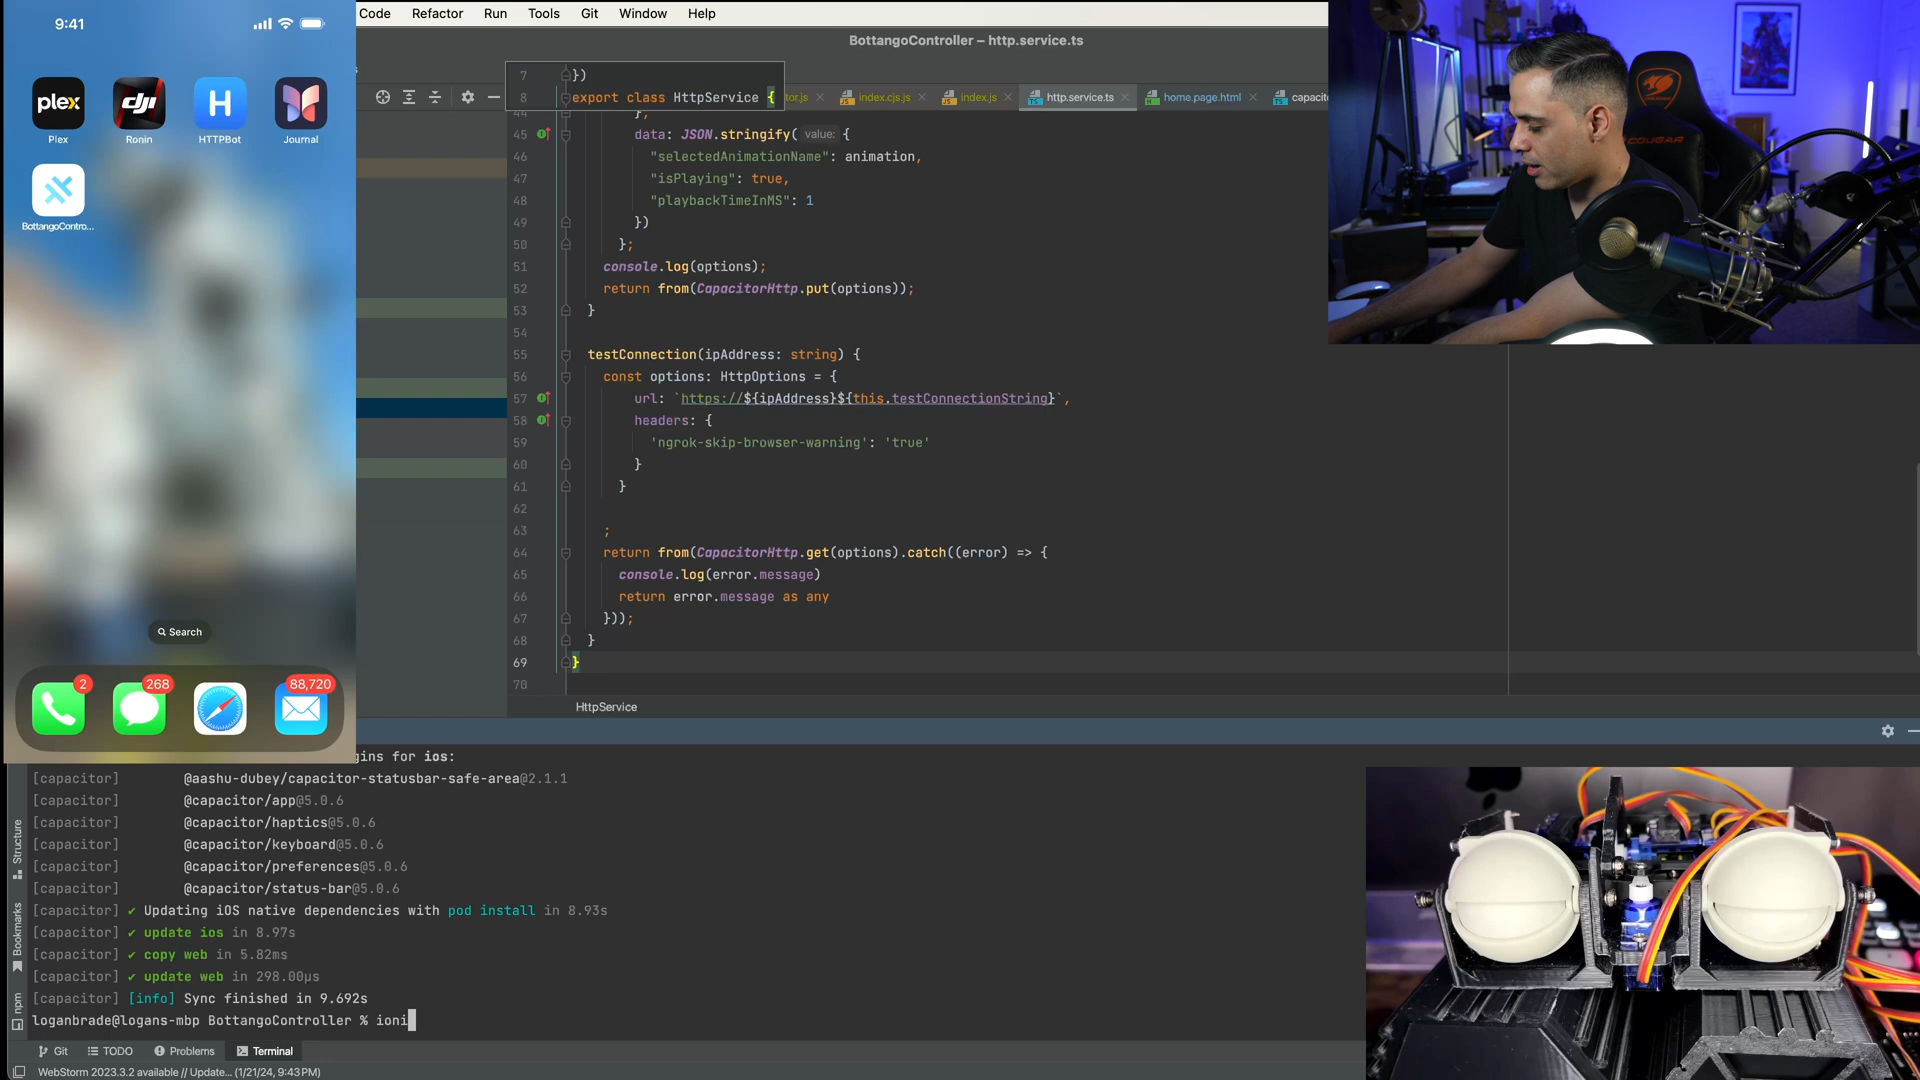 9:41
plex
Plex
dji
Ronin
H
HTTPBot
Journal
BottangoContro...
Search
2
268
88,720
Code Refactor Run Tools Git Window Help
BottangoController – http.service.ts
tor.js index.cjs.js index.js http.service.ts home.page.html capacito
7 })
8 export class HttpService {
44 },
45 data: JSON.stringify( value: {
46 "selectedAnimationName": animation,
47 "isPlaying": true,
48 "playbackTimeInMS": 1
49 })
50 };
51 console.log(options);
52 return from(CapacitorHttp.put(options));
53 }
54
55 testConnection(ipAddress: string) {
56 const options: HttpOptions = {
57 url: `https://${ipAddress}${this.testConnectionString}`,
58 headers: {
59 'ngrok-skip-browser-warning': 'true'
60 }
61 }
62
63 ;
64 return from(CapacitorHttp.get(options).catch((error) => {
65 console.log(error.message)
66 return error.message as any
67 }));
68 }
69 }
70
HttpService
gins for ios:
[capacitor] @aashu-dubey/capacitor-statusbar-safe-area@2.1.1
[capacitor] @capacitor/app@5.0.6
[capacitor] @capacitor/haptics@5.0.6
[capacitor] @capacitor/keyboard@5.0.6
[capacitor] @capacitor/preferences@5.0.6
[capacitor] @capacitor/status-bar@5.0.6
[capacitor] ✔ Updating iOS native dependencies with pod install in 8.93s
[capacitor] ✔ update ios in 8.97s
[capacitor] ✔ copy web in 5.82ms
[capacitor] ✔ update web in 298.00μs
[capacitor] [info] Sync finished in 9.692s
loganbrade@logans-mbp BottangoController % ioni
Structure
Bookmarks
npm
Git TODO Problems Terminal
WebStorm 2023.3.2 available // Update... (1/21/24, 9:43 PM)
COUGAR